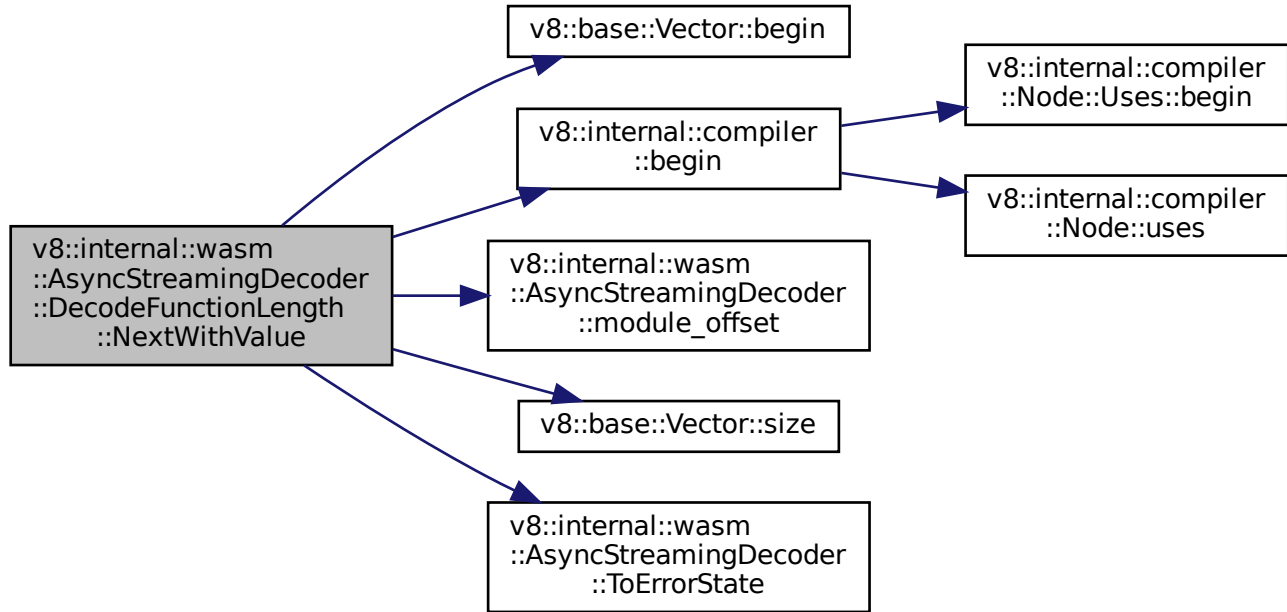 v8::internal::wasm
::AsyncStreamingDecoder
::DecodeFunctionLength
::NextWithValue
v8::base::Vector::begin
v8::internal::compiler
::begin
v8::internal::compiler
::Node::Uses::begin
v8::internal::compiler
::Node::uses
v8::internal::wasm
::AsyncStreamingDecoder
::module_offset
v8::base::Vector::size
v8::internal::wasm
::AsyncStreamingDecoder
::ToErrorState